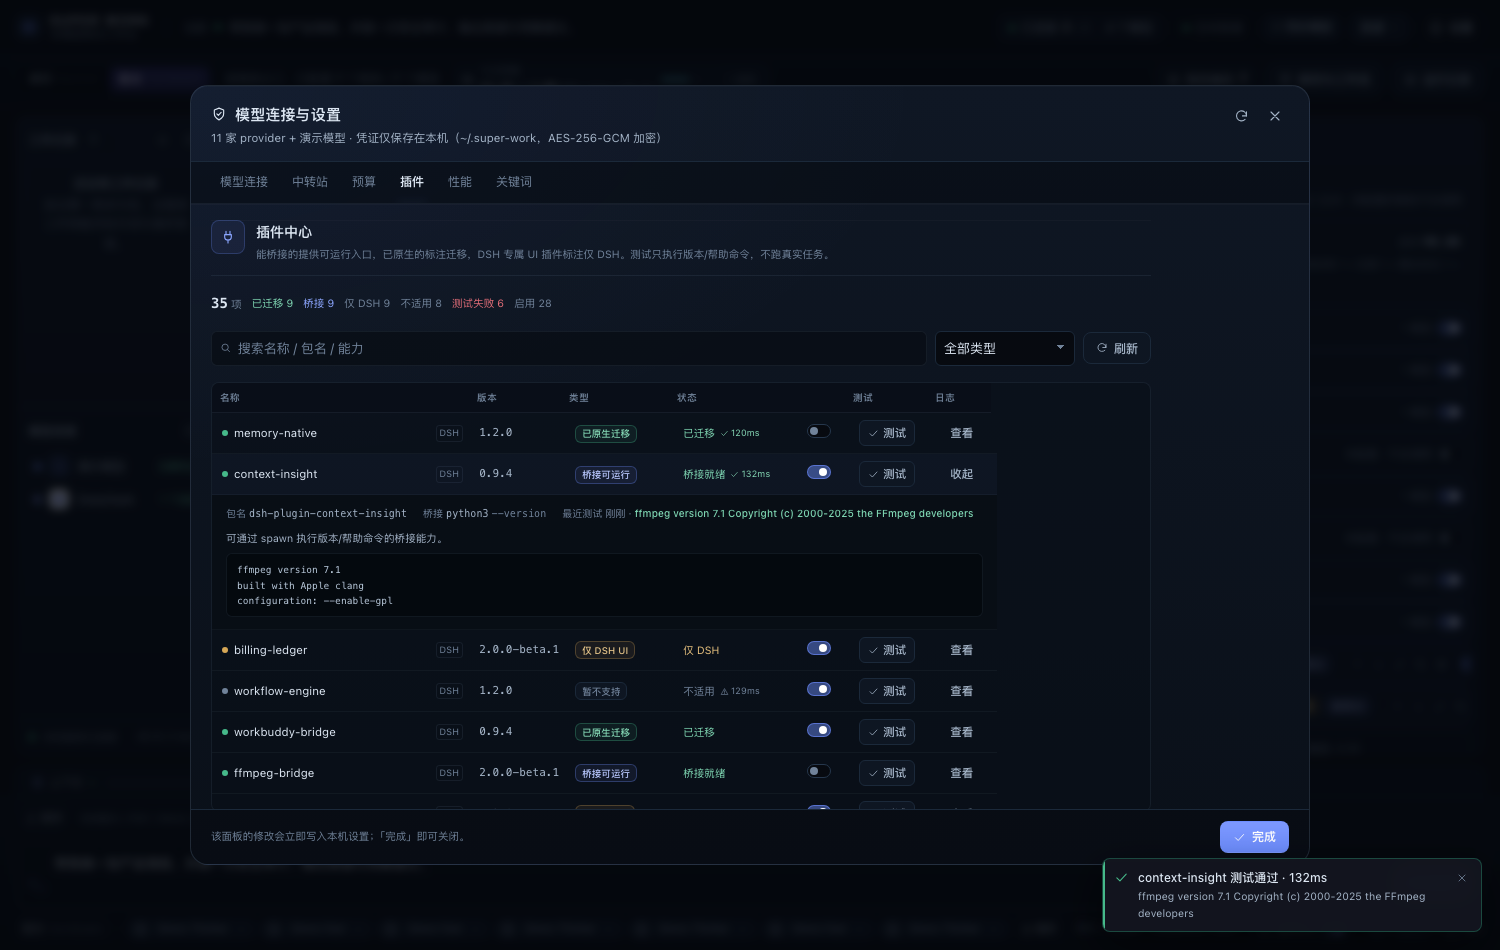 模型连接与设置
11 家 provider + 演示模型 · 凭证仅保存在本机（~/.super-work，AES-256-GCM 加密）
模型连接 中转站 预算 插件 性能 关键词
插件中心
能桥接的提供可运行入口，已原生的标注迁移，DSH 专属 UI 插件标注仅 DSH。测试只执行版本/帮助命令，不跑真实任务。
35 项 已迁移 9 桥接 9 仅 DSH 9 不适用 8 测试失败 6 启用 28
搜索名称 / 包名 / 能力 全部类型 刷新
名称 版本 类型 状态 测试 日志
memory-native DSH 1.2.0 已原生迁移 已迁移 ✓ 120ms ✓ 测试 查看
context-insight DSH 0.9.4 桥接可运行 桥接就绪 ✓ 132ms ✓ 测试 收起
包名 dsh-plugin-context-insight 桥接 python3 --version 最近测试 刚刚 · ffmpeg version 7.1 Copyright (c) 2000-2025 the FFmpeg developers
可通过 spawn 执行版本/帮助命令的桥接能力。
ffmpeg version 7.1
built with Apple clang
configuration: --enable-gpl
billing-ledger DSH 2.0.0-beta.1 仅 DSH UI 仅 DSH ✓ 测试 查看
workflow-engine DSH 1.2.0 暂不支持 不适用 ⚠ 129ms ✓ 测试 查看
workbuddy-bridge DSH 0.9.4 已原生迁移 已迁移 ✓ 测试 查看
ffmpeg-bridge DSH 2.0.0-beta.1 桥接可运行 桥接就绪 ✓ 测试 查看
该面板的修改会立即写入本机设置；「完成」即可关闭。
✓ 完成
context-insight 测试通过 · 132ms
ffmpeg version 7.1 Copyright (c) 2000-2025 the FFmpeg
developers